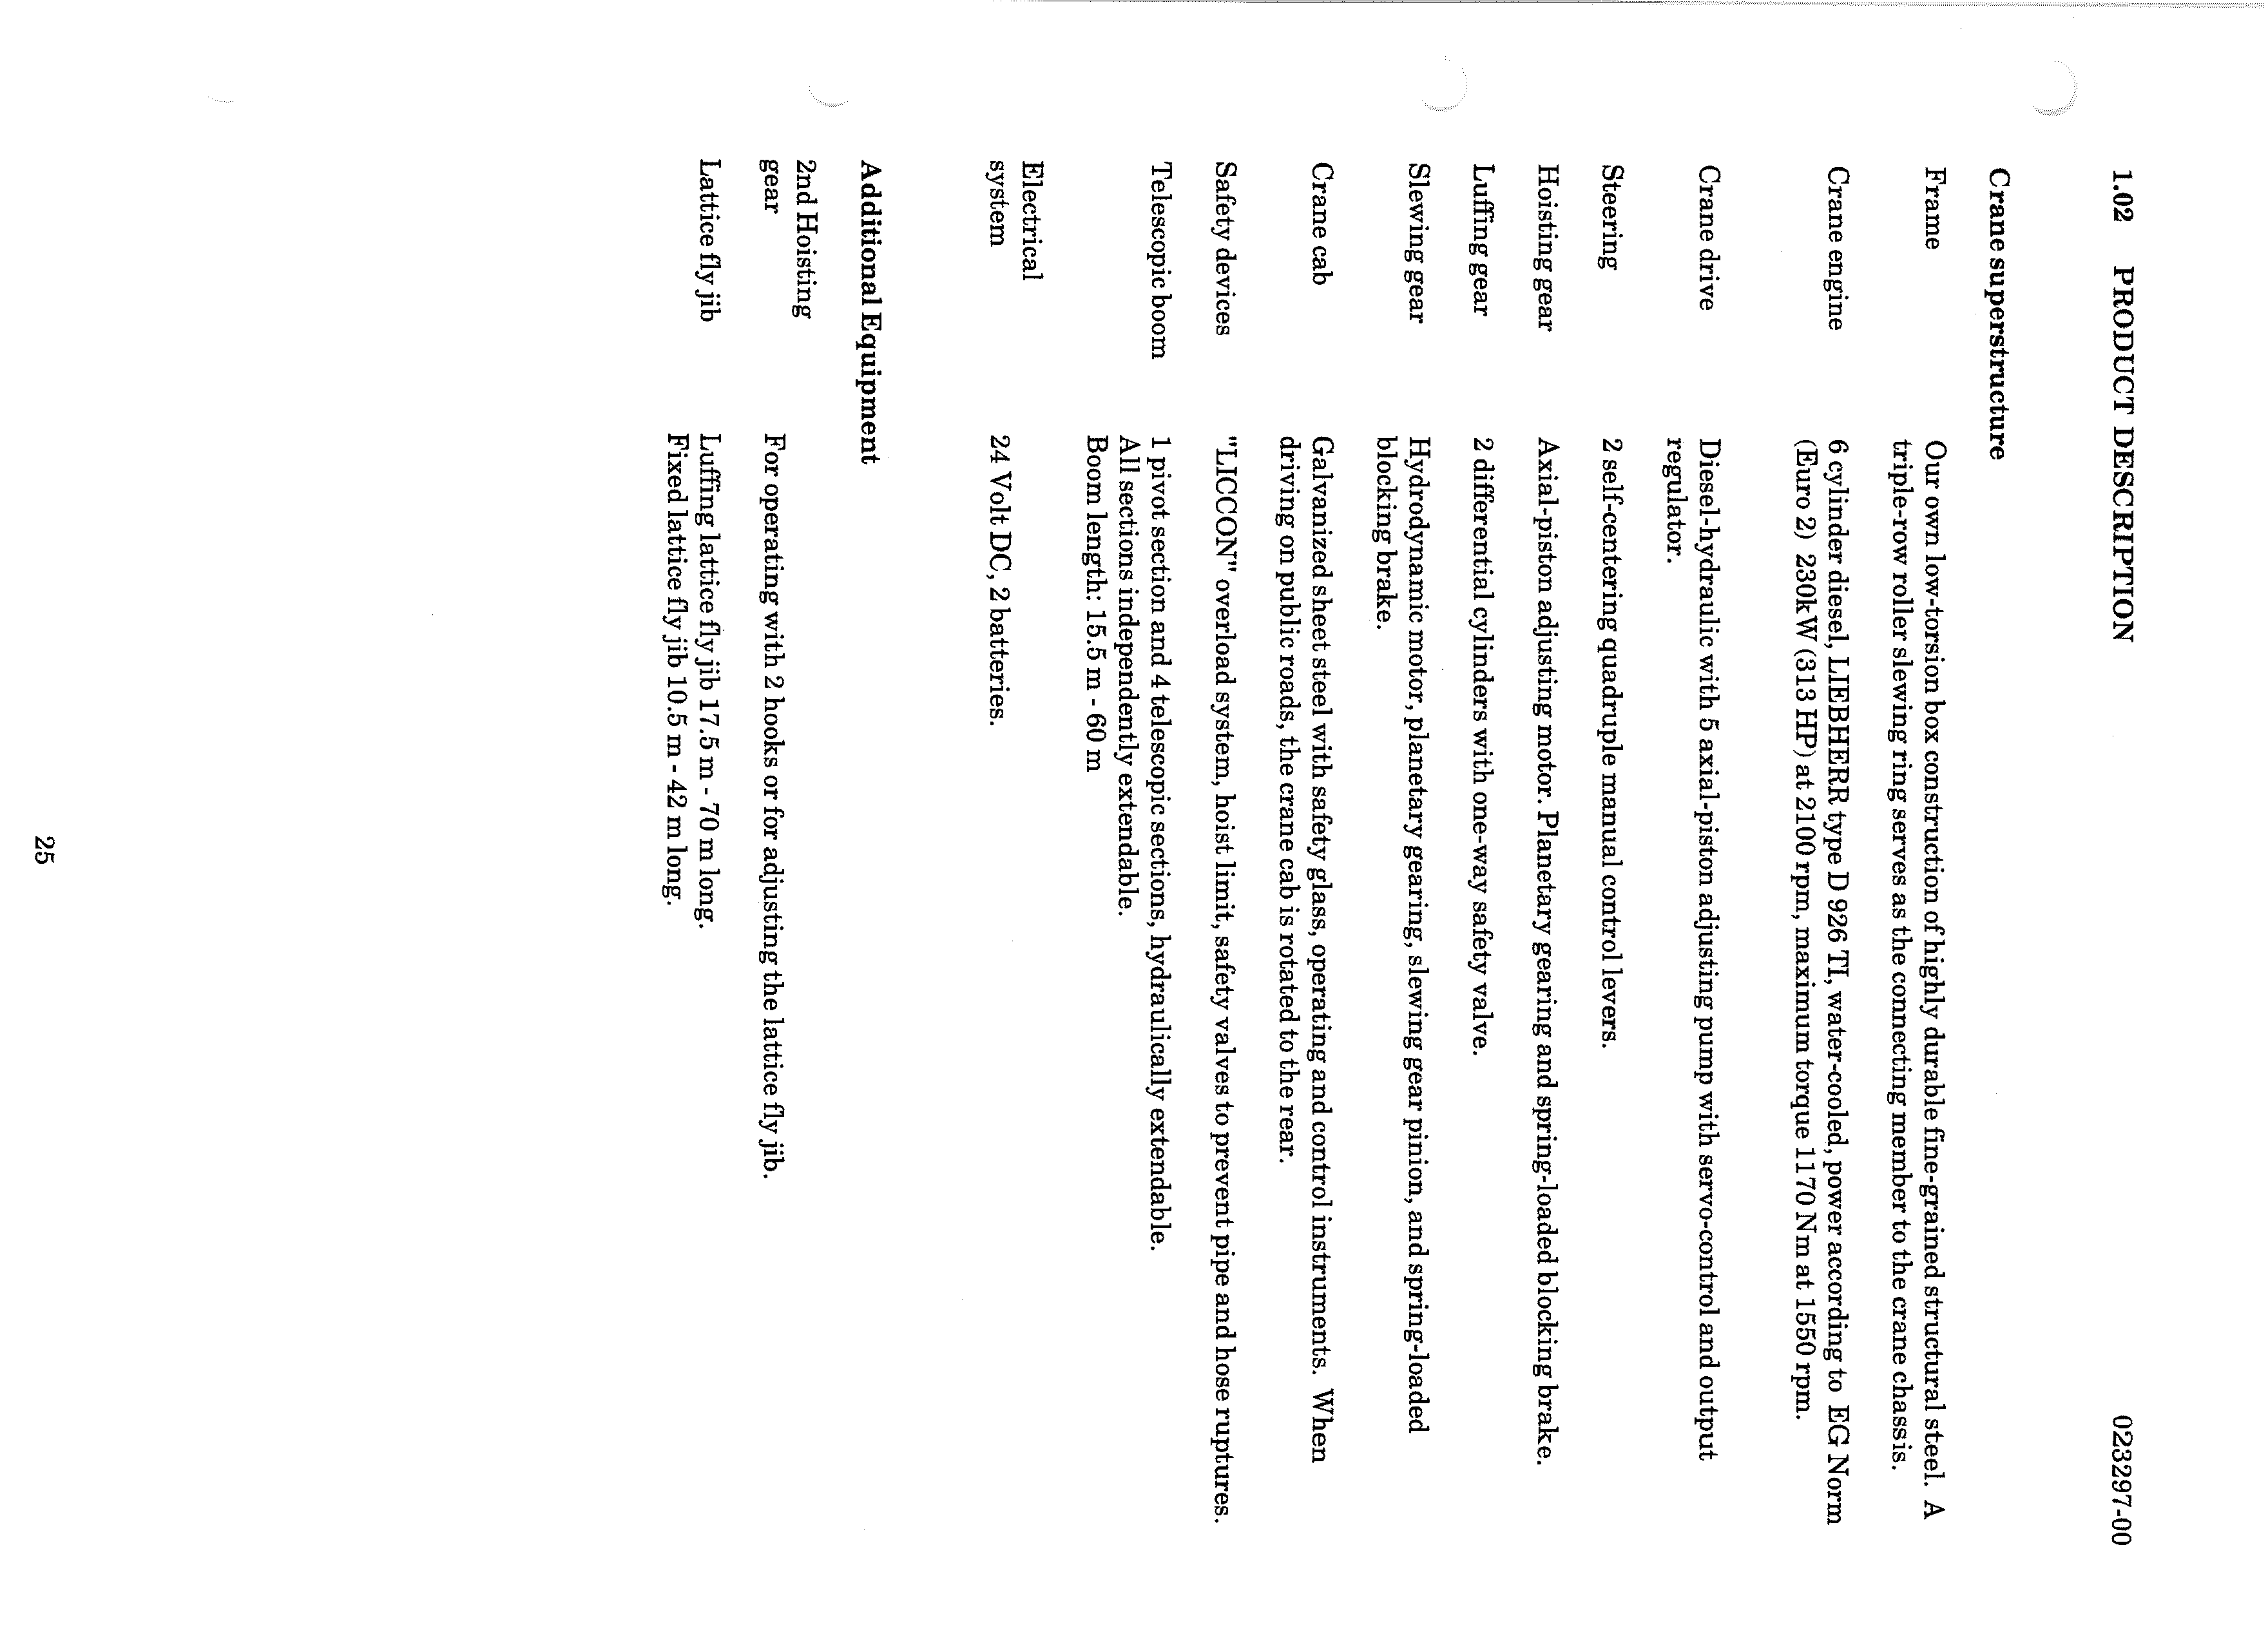 1.02 PRODUCT DESCRIPTION 023297-00
Crane superstructure
Frame Our own low-torsion box construction of highly durable fine-grained structural steel. A
triple-row roller slewing ring serves as the connecting member to the crane chassis.
Crane engine 6 cylinder diesel, LIEBHERR type D 926 TI, water-cooled, power according to EG Norm
(Euro 2) 230kW (313 HP) at 2100 rpm, maximum torque 1170 Nm at 1550 rpm.
Crane drive Diesel-hydraulic with 5 axial-piston adjusting pump with servo-control and output
regulator.
Steering 2 self-centering quadruple manual control levers.
Hoisting gear Axial-piston adjusting motor. Planetary gearing and spring-loaded blocking brake.
Luffing gear 2 differential cylinders with one-way safety valve.
Slewing gear Hydrodynamic motor, planetary gearing, slewing gear pinion, and spring-loaded
blocking brake.
Crane cab Galvanized sheet steel with safety glass, operating and control instruments. When
driving on public roads, the crane cab is rotated to the rear.
Safety devices "LICCON" overload system, hoist limit, safety valves to prevent pipe and hose ruptures.
Telescopic boom 1 pivot section and 4 telescopic sections, hydraulically extendable.
All sections independently extendable.
Boom length: 15.5 m - 60 m
Electrical
system 24 Volt DC, 2 batteries.
Additional Equipment
2nd Hoisting
gear For operating with 2 hooks or for adjusting the lattice fly jib.
Lattice fly jib Luffing lattice fly jib 17.5 m - 70 m long.
Fixed lattice fly jib 10.5 m - 42 m long.
25